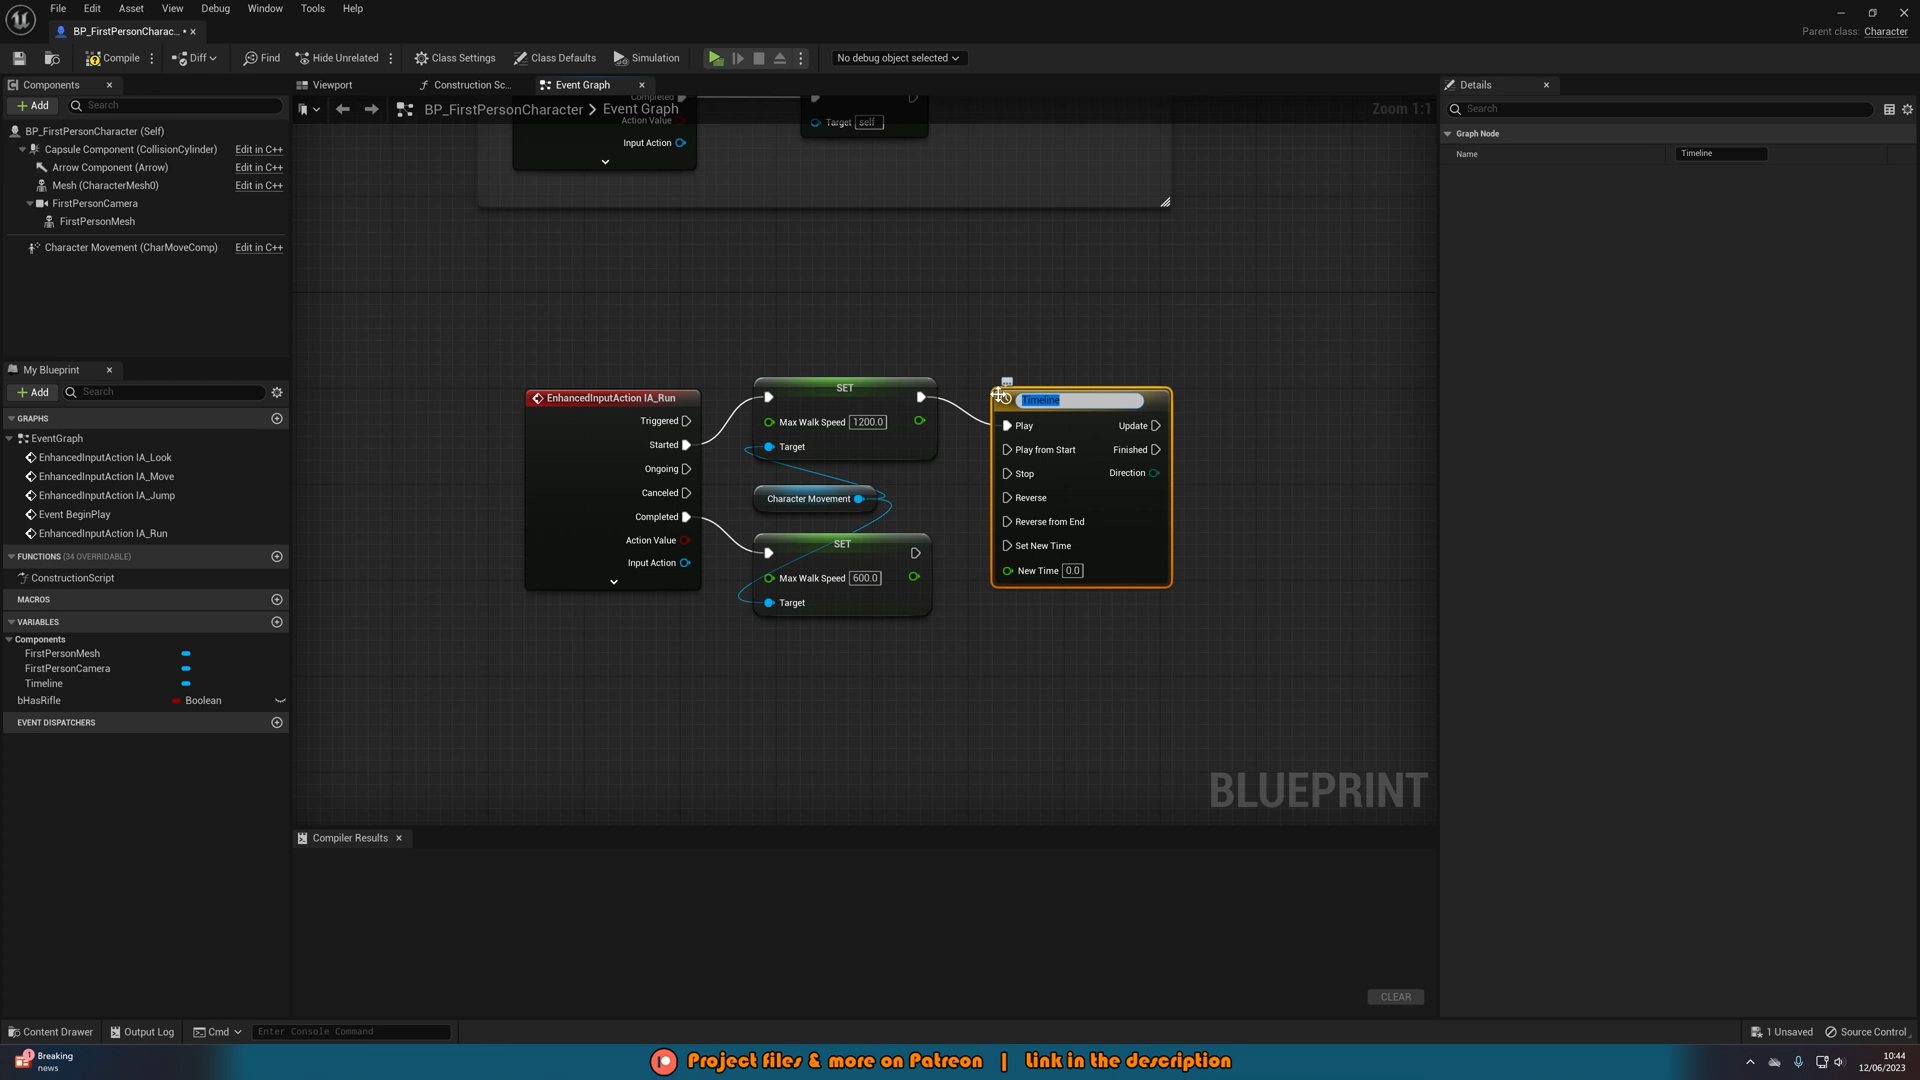 File Edit Asset View Debug Window Tools Help
BP_FirstPersonCharac... •
Parent class: Character
Compile Diff Find Hide Unrelated Class Settings Class Defaults Simulation No debug object selected
Components
Add Search
BP_FirstPersonCharacter (Self)
Capsule Component (CollisionCylinder) Edit in C++
Arrow Component (Arrow) Edit in C++
Mesh (CharacterMesh0) Edit in C++
FirstPersonCamera
FirstPersonMesh
Character Movement (CharMoveComp) Edit in C++
My Blueprint
Add Search
GRAPHS
EventGraph
EnhancedInputAction IA_Look
EnhancedInputAction IA_Move
EnhancedInputAction IA_Jump
Event BeginPlay
EnhancedInputAction IA_Run
FUNCTIONS (34 OVERRIDABLE)
ConstructionScript
MACROS
VARIABLES
Components
FirstPersonMesh
FirstPersonCamera
Timeline
bHasRifle Boolean
EVENT DISPATCHERS
Viewport Construction Sc... Event Graph
BP_FirstPersonCharacter > Event Graph
Zoom 1:1
Completed
Action Value
Input Action
Target self
EnhancedInputAction IA_Run
Triggered
Started
Ongoing
Canceled
Completed
Action Value
Input Action
SET
Max Walk Speed 1200.0
Target
Character Movement
SET
Max Walk Speed 600.0
Target
Timeline
Play Update
Play from Start Finished
Stop Direction
Reverse
Reverse from End
Set New Time
New Time 0.0
BLUEPRINT
Compiler Results
CLEAR
Details
Search
Graph Node
Name Timeline
Content Drawer Output Log Cmd Enter Console Command
1 Unsaved Source Control
1
Breaking
news
Project files & more on Patreon | Link in the description
10:44
12/06/2023